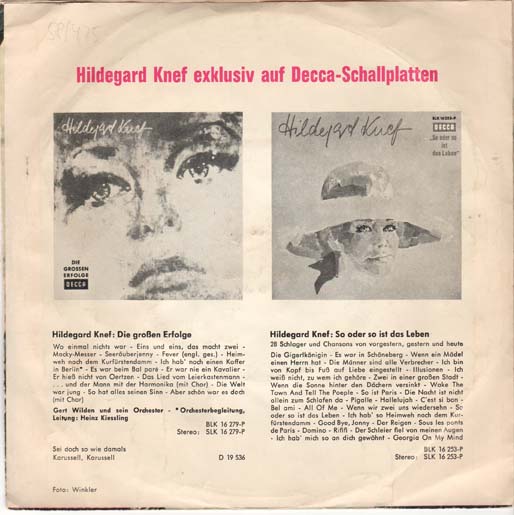 59/475
Hildegard Knef exklusiv auf Decca-Schallplatten
Hildegard Knef
DIE
GROSSEN
ERFOLGE
DECCA
BLK 16253-P
Hildegard Knef
DECCA
"So oder so
ist
das Leben"
Hildegard Knef: Die großen Erfolge
Wo einmal nichts war - Eins und eins, das macht zwei -
Macky-Messer - Seeräuberjenny - Fever (engl. ges.) - Heim-
weh nach dem Kurfürstendamm - Ich hab' noch einen Koffer
in Berlin* - Es war beim Bal paré - Er war nie ein Kavalier -
Er hieß nicht von Oertzen - Das Lied vom Leierkastenmann -
. . . und der Mann mit der Harmonika (mit Chor) - Die Welt
war jung - So hat alles seinen Sinn - Aber schön war es doch
(mit Chor)
Gert Wilden und sein Orchester - *Orchesterbegleitung,
Leitung: Heinz Kiessling
BLK 16 279-P
Stereo: SLK 16 279-P
Sei doch so wie damals
Karussell, Karussell D 19 536
Foto: Winkler
Hildegard Knef: So oder so ist das Leben
28 Schlager und Chansons von vorgestern, gestern und heute
Die Gigerlkönigin - Es war in Schöneberg - Wenn ein Mädel
einen Herrn hat - Die Männer sind alle Verbrecher - Ich bin
von Kopf bis Fuß auf Liebe eingestellt - Illusionen - Ich
weiß nicht, zu wem ich gehöre - Zwei in einer großen Stadt -
Wenn die Sonne hinter den Dächern versinkt - Wake The
Town And Tell The People - So ist Paris - Die Nacht ist nicht
allein zum Schlafen da - Pigalle - Hallelujah - C'est si bon -
Bel ami - All Of Me - Wenn wir zwei uns wiedersehn - So
oder so ist das Leben - Ich hab' so Heimweh nach dem Kur-
fürstendamm - Good Bye, Jonny - Der Reigen - Sous les ponts
de Paris - Domino - Rififi - Der Schleier fiel von meinen Augen
- Ich hab' mich so an dich gewöhnt - Georgia On My Mind
BLK 16 253-P
Stereo: SLK 16 253-P